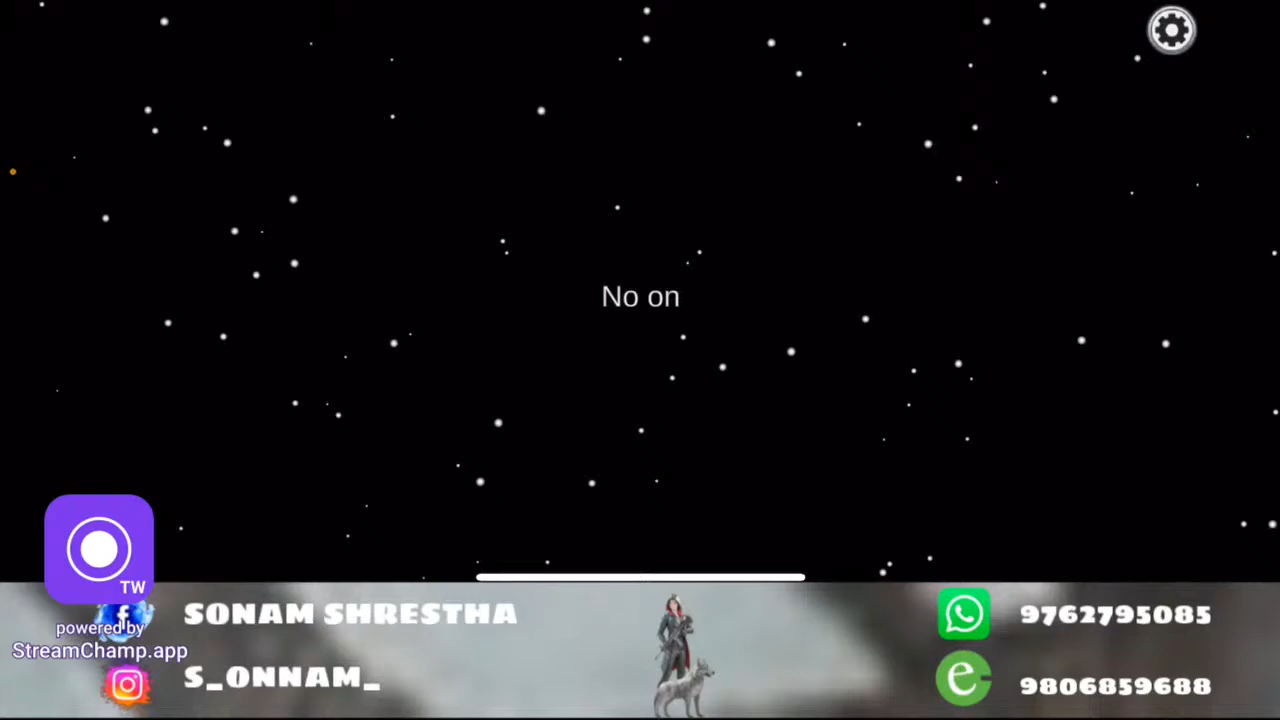 No on
TW
SONAM SHRESTHA
9762795085
powered by
StreamChamp.app
S_ONNAM_
9806859688